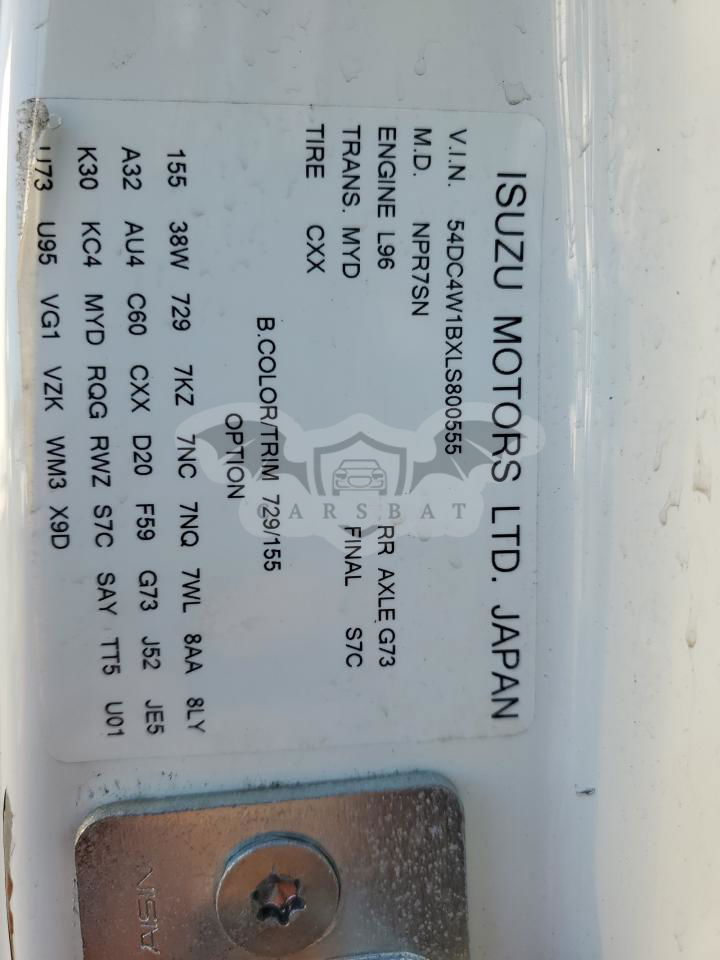 ISUZU MOTORS LTD. JAPAN
V.I.N. 54DC4W1BXLS800555
M.D. NPR7SN
ENGINE L96 RR AXLE G73
TRANS. MYD FINAL S7C
TIRE CXX
B.COLOR/TRIM 729/155
OPTION
155 38W 729 7KZ 7NC 7NQ 7WL 8AA 8LY
A32 AU4 C60 CXX D20 F59 G73 J52 JE5
K30 KC4 MYD RQG RWZ S7C SAY TT5 U01
U73 U95 VG1 VZK WM3 X9D
CARSBAT
AISIN